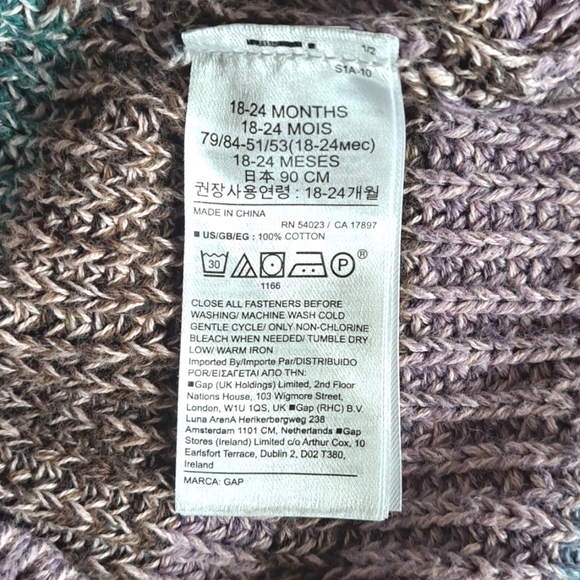 1/2
S1A-10
18-24 MONTHS
18-24 MOIS
79/84-51/53(18-24мес)
18-24 MESES
日本 90 CM
권장사용연령 : 18-24개월
MADE IN CHINA
RN 54023 / CA 17897
■ US/GB/EG : 100% COTTON
30 P ®
1166
CLOSE ALL FASTENERS BEFORE
WASHING/ MACHINE WASH COLD
GENTLE CYCLE/ ONLY NON-CHLORINE
BLEACH WHEN NEEDED/ TUMBLE DRY
LOW/ WARM IRON
Imported By/Importe Par/DISTRIBUIDO
POR/ΕΙΣΑΓΕΤΑΙ ΑΠΟ ΤΗΝ:
■Gap (UK Holdings) Limited, 2nd Floor
Nations House, 103 Wigmore Street,
London, W1U 1QS, UK ■Gap (RHC) B.V.
Luna ArenA Herikerbergweg 238
Amsterdam 1101 CM, Netherlands ■Gap
Stores (Ireland) Limited c/o Arthur Cox, 10
Earlsfort Terrace, Dublin 2, D02 T380,
Ireland
MARCA: GAP